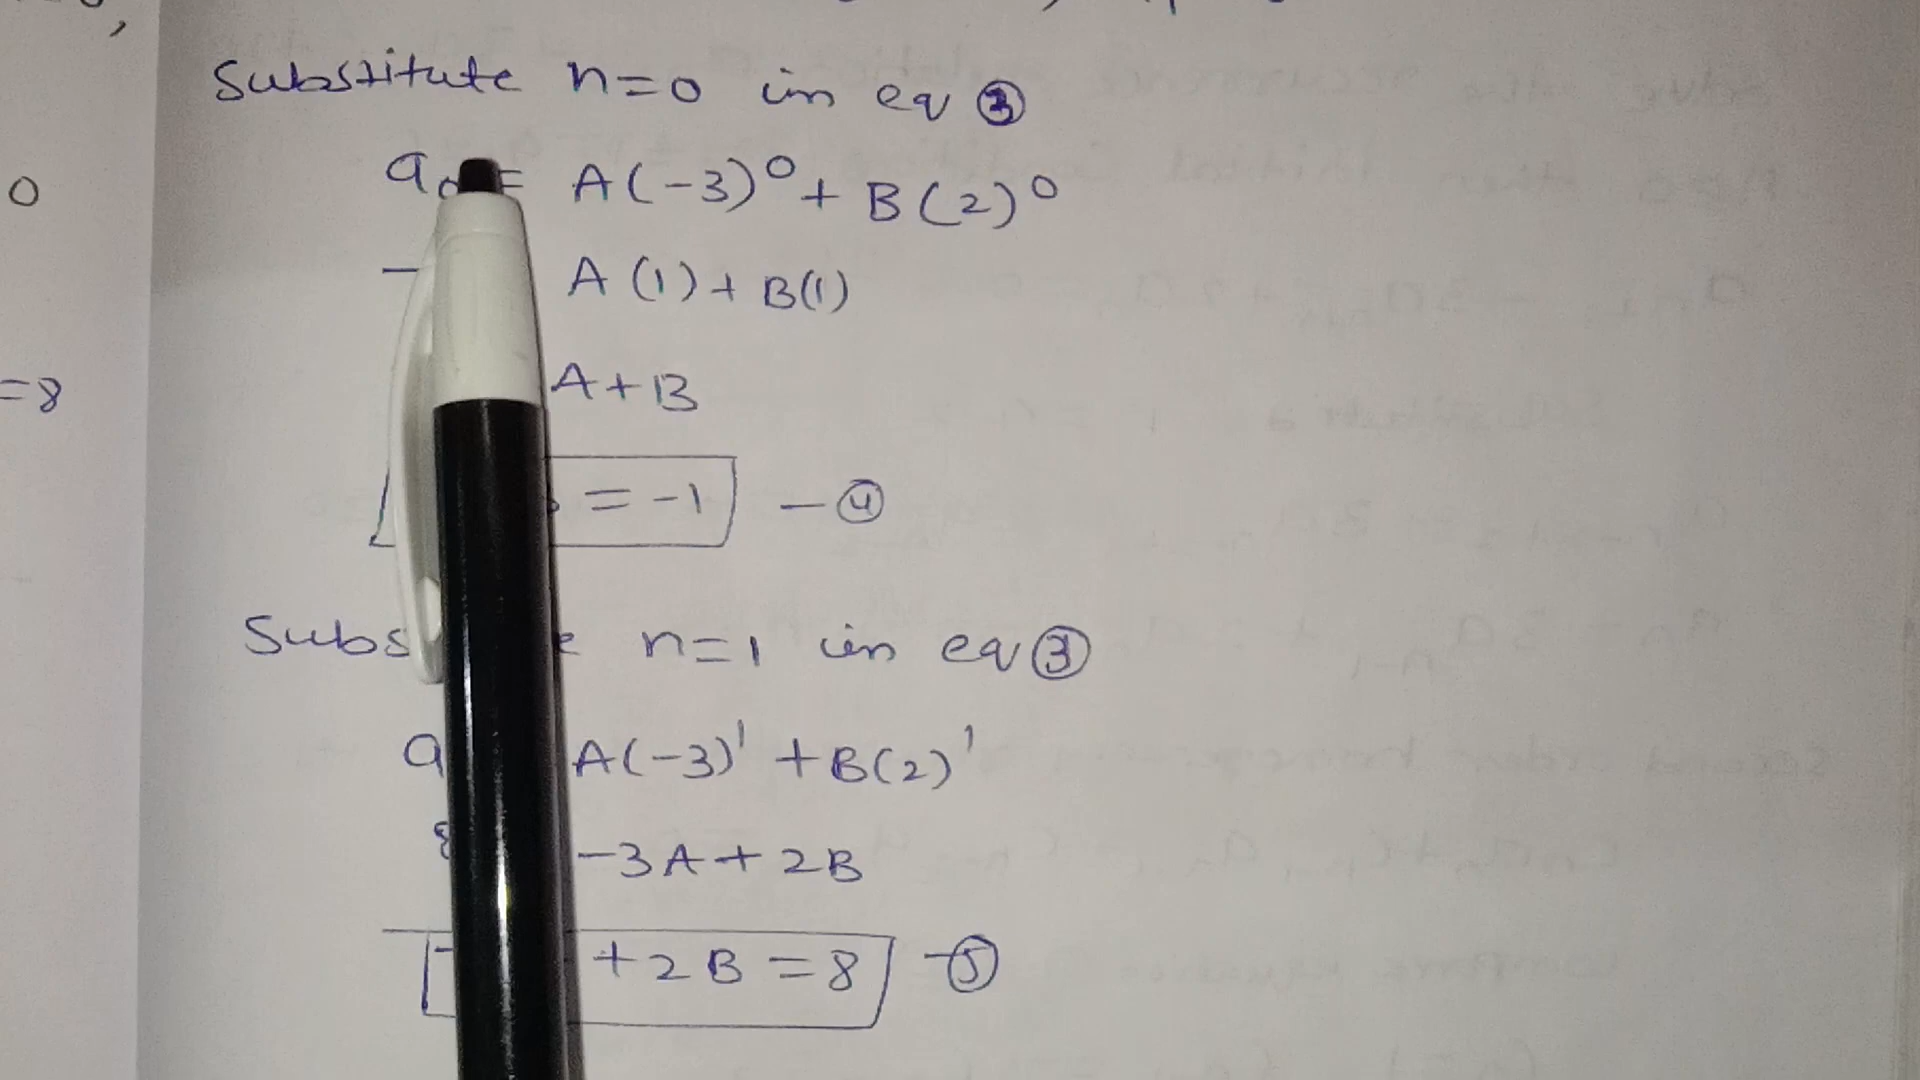 0
=8
Substitute n=0 in eq ③
a₀ = A(-3)⁰ + B(2)⁰
- A(1) + B(1)
A+B
= -1 — ④
Subs e n=1 in eq ③
a A(-3)¹ + B(2)¹
-3A + 2B
+2B = 8 — ⑤